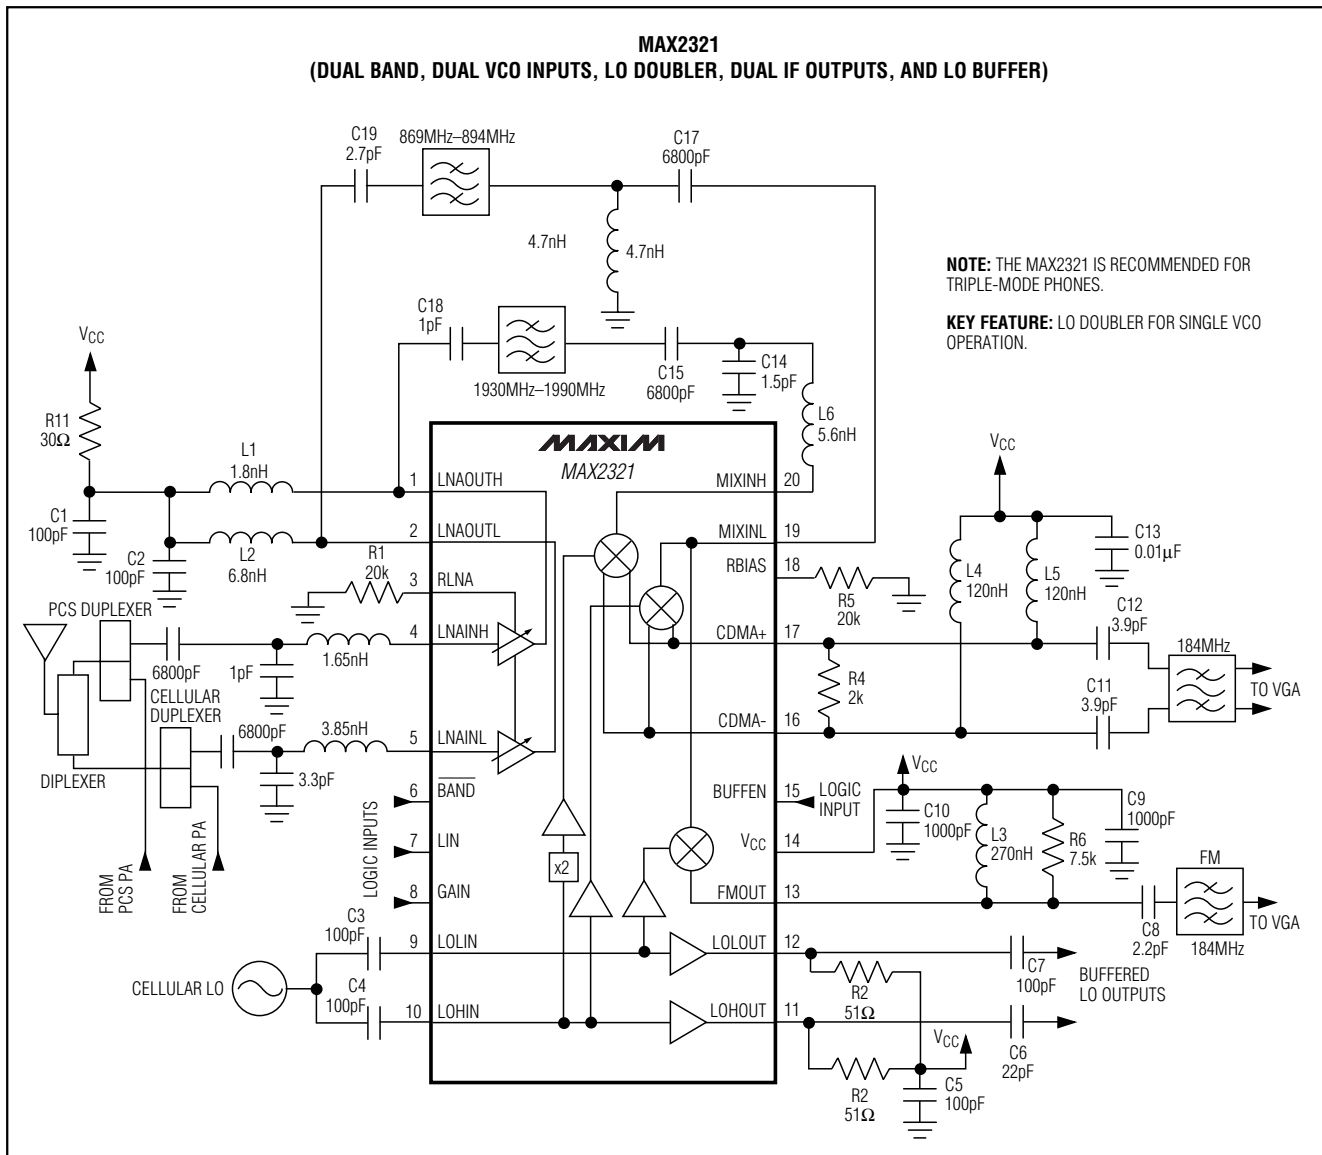 MAX2321
(DUAL BAND, DUAL VCO INPUTS, LO DOUBLER, DUAL IF OUTPUTS, AND LO BUFFER)
C19
2.7pF
869MHz–894MHz
C17
6800pF
4.7nH
4.7nH
NOTE: THE MAX2321 IS RECOMMENDED FOR
TRIPLE-MODE PHONES.
KEY FEATURE: LO DOUBLER FOR SINGLE VCO
OPERATION.
C18
1pF
1930MHz–1990MHz
C15
6800pF
C14
1.5pF
L6
5.6nH
VCC
R11
30Ω
L1
1.8nH
C1
100pF
C2
100pF
L2
6.8nH
R1
20k
MAXIM
MAX2321
1
LNAOUTH
2
LNAOUTL
3
RLNA
4
LNAINH
5
LNAINL
6
BAND
7
LIN
8
GAIN
9
LOLIN
10
LOHIN
MIXINH
20
MIXINL
19
RBIAS
18
CDMA+
17
CDMA-
16
BUFFEN
15
VCC
14
FMOUT
13
LOLOUT
12
LOHOUT
11
x2
PCS DUPLEXER
6800pF
1pF
1.65nH
CELLULAR
DUPLEXER
6800pF
3.85nH
3.3pF
DIPLEXER
FROM
PCS PA
FROM
CELLULAR PA
LOGIC INPUTS
C3
100pF
C4
100pF
CELLULAR LO
VCC
C13
0.01µF
L4
120nH
L5
120nH
R5
20k
R4
2k
C12
3.9pF
C11
3.9pF
184MHz
TO VGA
LOGIC
INPUT
VCC
C10
1000pF
L3
270nH
R6
7.5k
C9
1000pF
FM
C8
2.2pF
184MHz
TO VGA
C7
100pF
BUFFERED
LO OUTPUTS
R2
51Ω
VCC
C6
22pF
R2
51Ω
C5
100pF